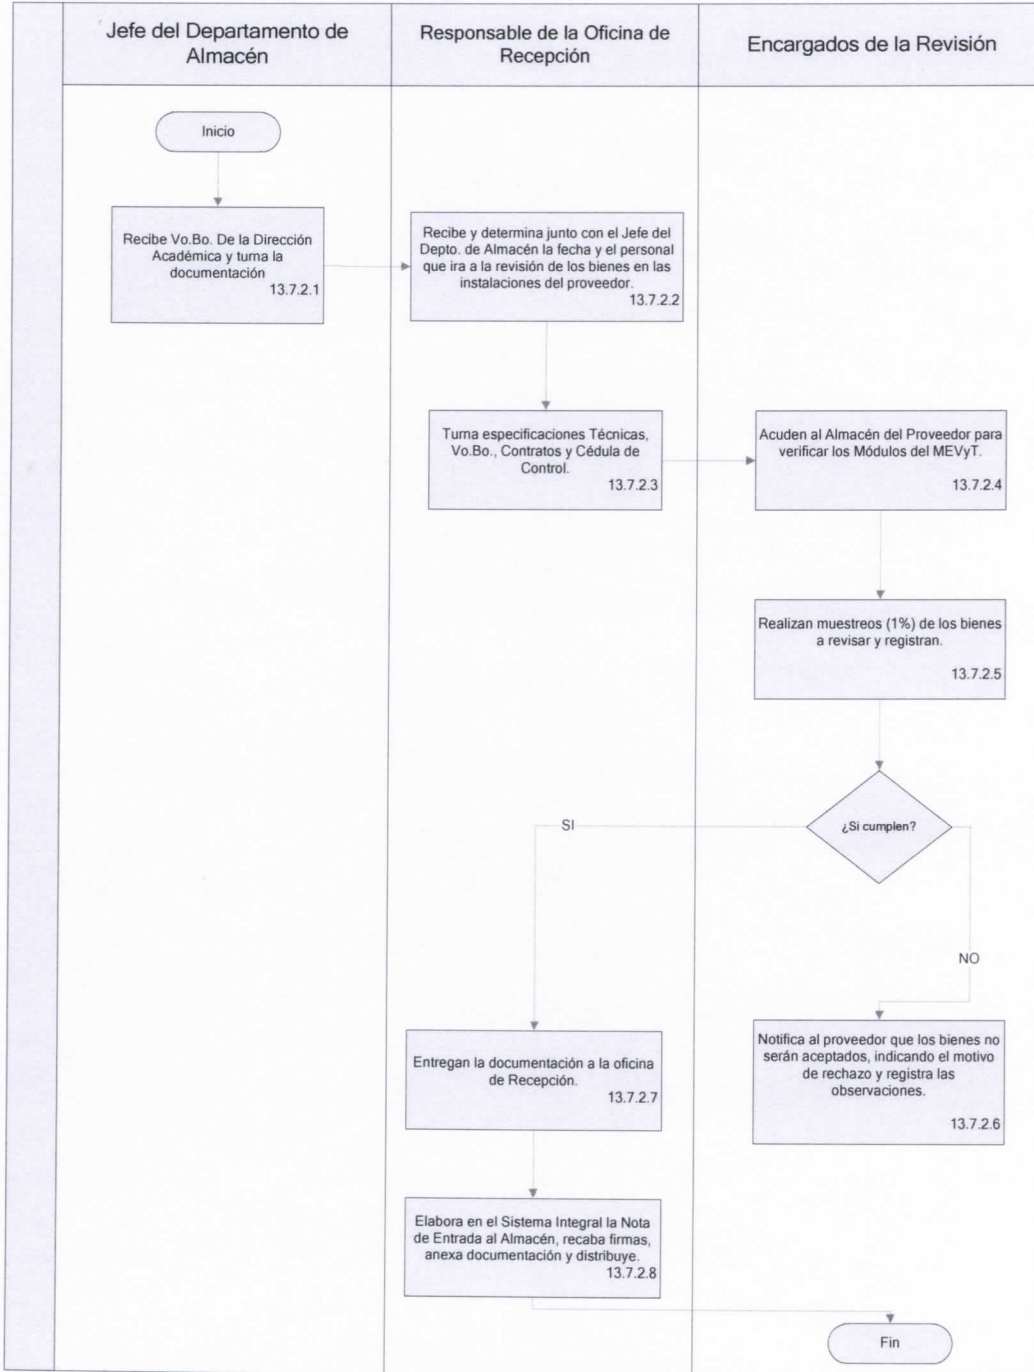 Jefe del Departamento de
Almacén
Responsable de la Oficina de
Recepción
Encargados de la Revisión
Inicio
Recibe Vo.Bo. De la Dirección
Académica y turna la
documentación
13.7.2.1
Recibe y determina junto con el Jefe del
Depto. de Almacén la fecha y el personal
que ira a la revisión de los bienes en las
instalaciones del proveedor.
13.7.2.2
Turna especificaciones Técnicas,
Vo.Bo., Contratos y Cédula de
Control.
13.7.2.3
Acuden al Almacén del Proveedor para
verificar los Módulos del MEVyT.
13.7.2.4
Realizan muestreos (1%) de los bienes
a revisar y registran.
13.7.2.5
¿Si cumplen?
SI
NO
Entregan la documentación a la oficina
de Recepción.
13.7.2.7
Notifica al proveedor que los bienes no
serán aceptados, indicando el motivo
de rechazo y registra las
observaciones.
13.7.2.6
Elabora en el Sistema Integral la Nota
de Entrada al Almacén, recaba firmas,
anexa documentación y distribuye.
13.7.2.8
Fin